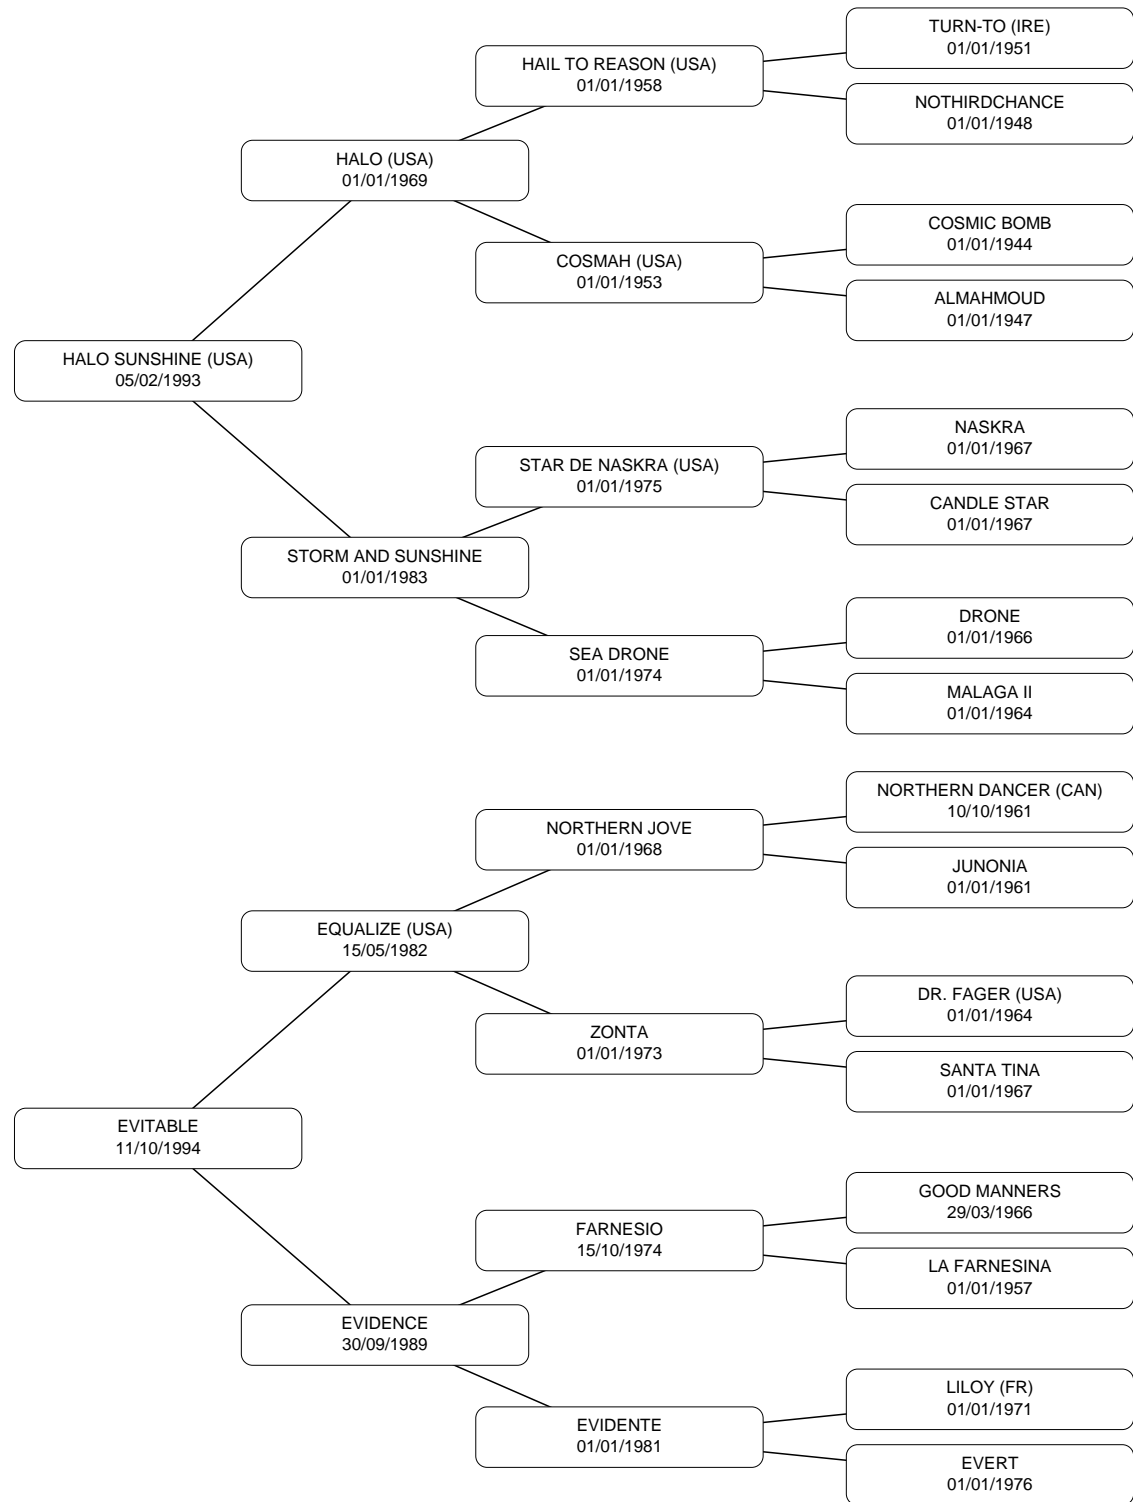 TURN-TO (IRE)
01/01/1951
HAIL TO REASON (USA)
01/01/1958
NOTHIRDCHANCE
01/01/1948
HALO (USA)
01/01/1969
COSMIC BOMB
01/01/1944
COSMAH (USA)
01/01/1953
ALMAHMOUD
01/01/1947
HALO SUNSHINE (USA)
05/02/1993
NASKRA
01/01/1967
STAR DE NASKRA (USA)
01/01/1975
CANDLE STAR
01/01/1967
STORM AND SUNSHINE
01/01/1983
DRONE
01/01/1966
SEA DRONE
01/01/1974
MALAGA II
01/01/1964
NORTHERN DANCER (CAN)
10/10/1961
NORTHERN JOVE
01/01/1968
JUNONIA
01/01/1961
EQUALIZE (USA)
15/05/1982
DR. FAGER (USA)
01/01/1964
ZONTA
01/01/1973
SANTA TINA
01/01/1967
EVITABLE
11/10/1994
GOOD MANNERS
29/03/1966
FARNESIO
15/10/1974
LA FARNESINA
01/01/1957
EVIDENCE
30/09/1989
LILOY (FR)
01/01/1971
EVIDENTE
01/01/1981
EVERT
01/01/1976